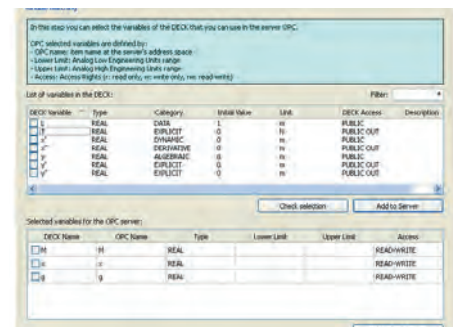 In this step you can select the variables of the DECK that you can use in the server OPC.
OPC selected variables are defined by:
- OPC name: item name at the server's address space
- Lower Limit: Analog Low Engineering Units range
- Upper Limit: Analog High Engineering Units range
- Access: Access Rights (r: read only, w: write only, rw: read-write)
List of variables in the DECK: Filter: *
DECK Variable Type Category Initial Value Unit DECK Access Description
L REAL DATA 1 m PUBLIC
T REAL EXPLICIT 0 N PUBLIC OUT
x' REAL DYNAMIC 0 m PUBLIC
x'' REAL DERIVATIVE 0 m PUBLIC OUT
y REAL ALGEBRAIC 0 m PUBLIC
y' REAL EXPLICIT 0 m PUBLIC OUT
y'' REAL EXPLICIT 0 m PUBLIC OUT
Check selection Add to Server
Selected variables for the OPC server:
DECK Name OPC Name Type Lower Limit Upper Limit Access
M M REAL READ-WRITE
x x REAL READ-WRITE
g g REAL READ-WRITE